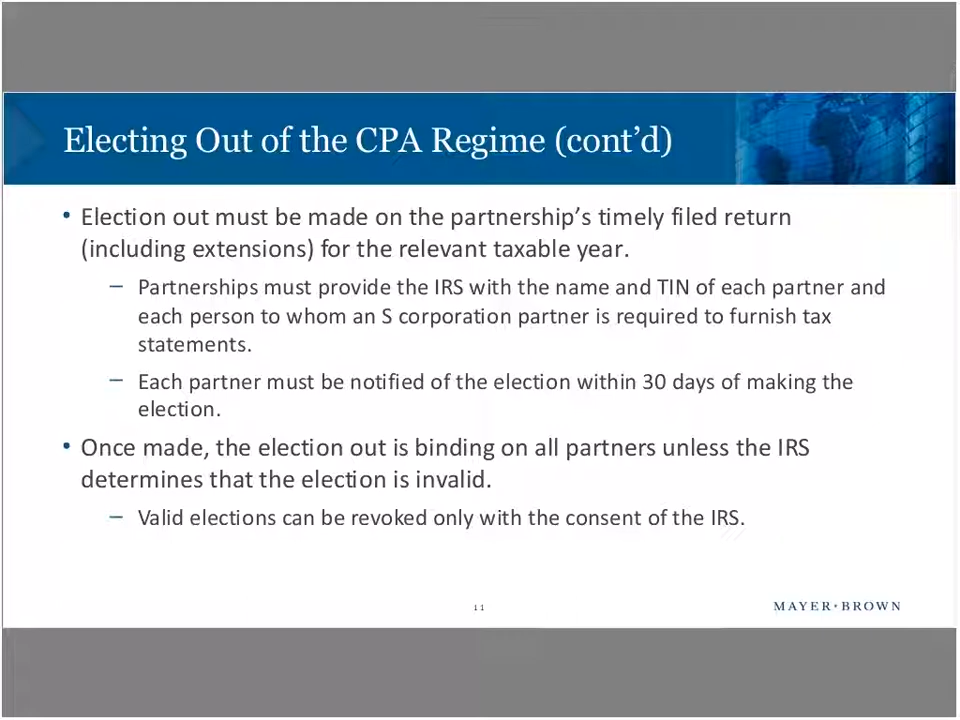 Electing Out of the CPA Regime (cont’d)
• Election out must be made on the partnership’s timely filed return
(including extensions) for the relevant taxable year.
– Partnerships must provide the IRS with the name and TIN of each partner and
each person to whom an S corporation partner is required to furnish tax
statements.
– Each partner must be notified of the election within 30 days of making the
election.
• Once made, the election out is binding on all partners unless the IRS
determines that the election is invalid.
– Valid elections can be revoked only with the consent of the IRS.
11
MAYER•BROWN